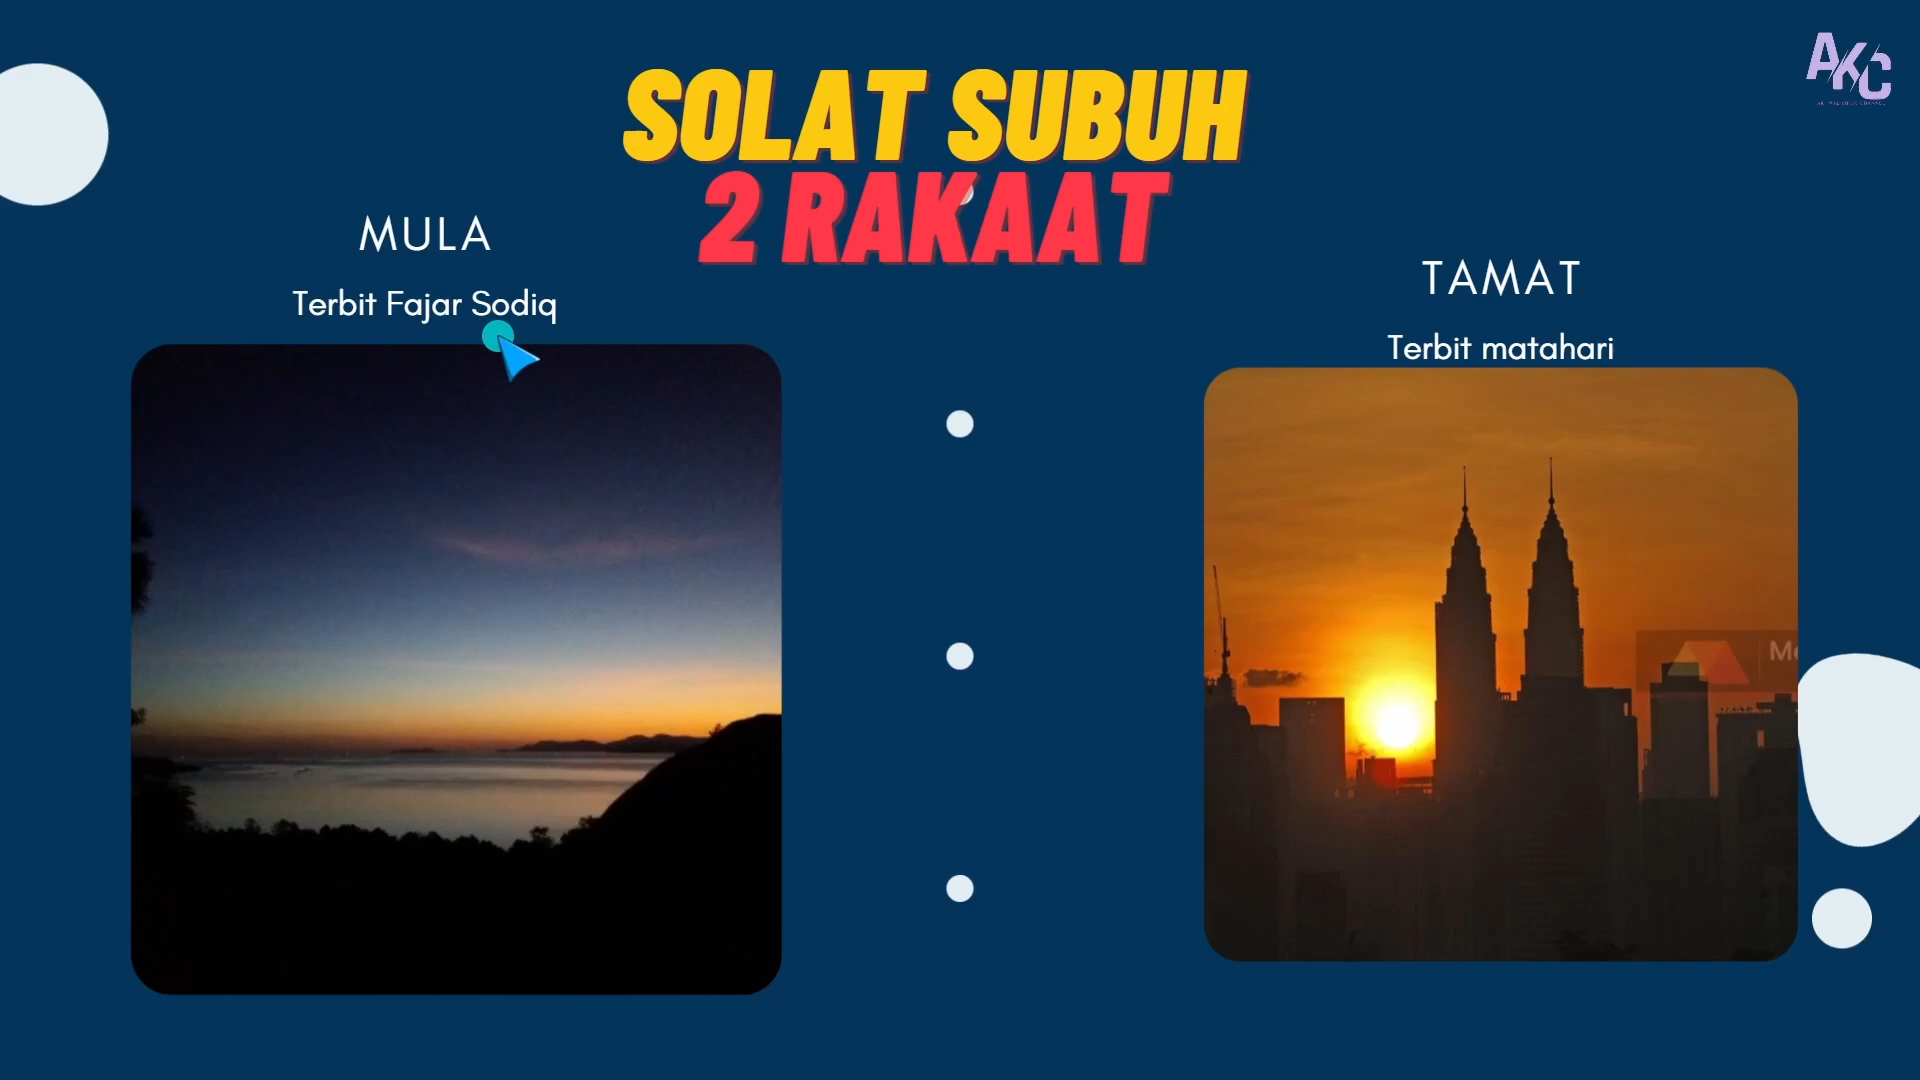 SOLAT SUBUH
2 RAKAAT
MULA
Terbit Fajar Sodiq
TAMAT
Terbit matahari
AKC